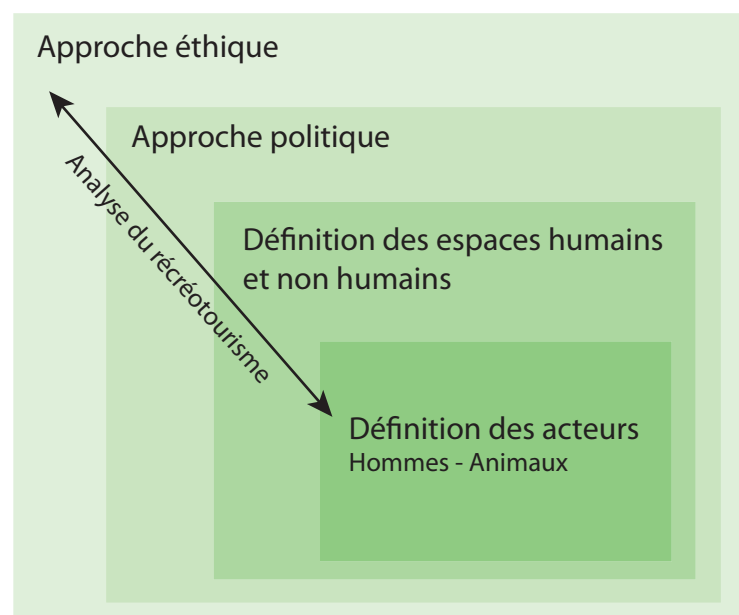 Approche éthique
Approche politique
Analyse du récréotourisme
Définition des espaces humains
et non humains
Définition des acteurs
Hommes - Animaux